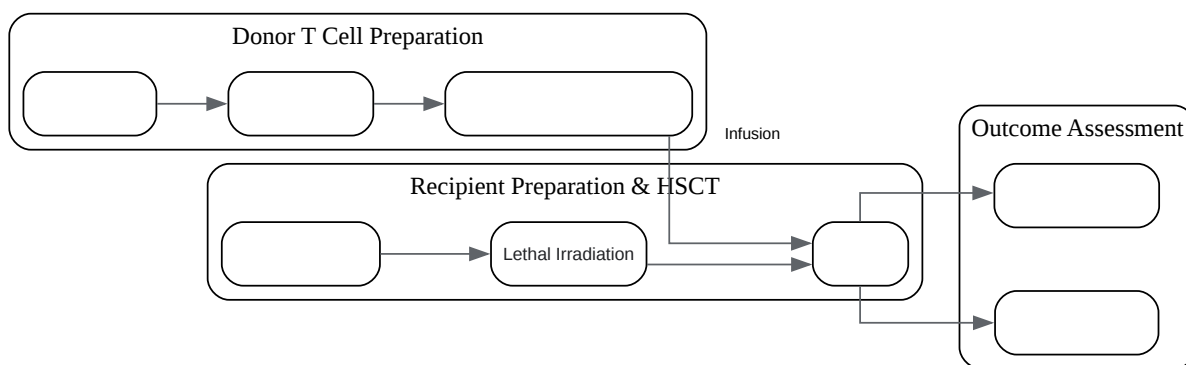 Donor T Cell Preparation
Infusion
Outcome Assessment
Recipient Preparation & HSCT
Lethal Irradiation